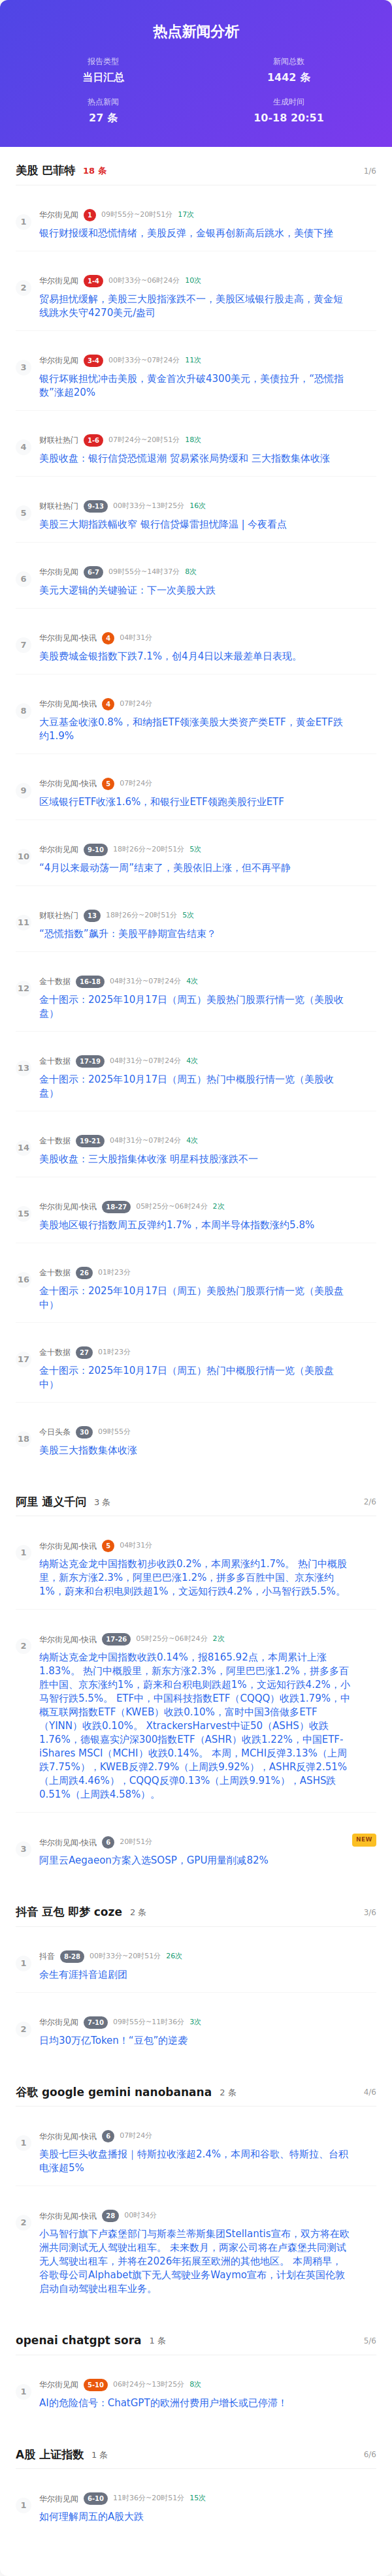 热点新闻分析
报告类型
当日汇总
新闻总数
1442 条
热点新闻
27 条
生成时间
10-18 20:51
美股 巴菲特 18 条 1/6
1
华尔街见闻 1 09时55分~20时51分 17次
银行财报缓和恐慌情绪，美股反弹，金银再创新高后跳水，美债下挫
2
华尔街见闻 1-4 00时33分~06时24分 10次
贸易担忧缓解，美股三大股指涨跌不一，美股区域银行股走高，黄金短
线跳水失守4270美元/盎司
3
华尔街见闻 3-4 00时33分~07时24分 11次
银行坏账担忧冲击美股，黄金首次升破4300美元，美债拉升，“恐慌指
数”涨超20%
4
财联社热门 1-6 07时24分~20时51分 18次
美股收盘：银行信贷恐慌退潮 贸易紧张局势缓和 三大指数集体收涨
5
财联社热门 9-13 00时33分~13时25分 16次
美股三大期指跌幅收窄 银行信贷爆雷担忧降温 | 今夜看点
6
华尔街见闻 6-7 09时55分~14时37分 8次
美元大逻辑的关键验证：下一次美股大跌
7
华尔街见闻-快讯 4 04时31分
美股费城金银指数下跌7.1%，创4月4日以来最差单日表现。
8
华尔街见闻-快讯 4 07时24分
大豆基金收涨0.8%，和纳指ETF领涨美股大类资产类ETF，黄金ETF跌
约1.9%
9
华尔街见闻-快讯 5 07时24分
区域银行ETF收涨1.6%，和银行业ETF领跑美股行业ETF
10
华尔街见闻 9-10 18时26分~20时51分 5次
“4月以来最动荡一周”结束了，美股依旧上涨，但不再平静
11
财联社热门 13 18时26分~20时51分 5次
“恐慌指数”飙升：美股平静期宣告结束？
12
金十数据 16-18 04时31分~07时24分 4次
金十图示：2025年10月17日（周五）美股热门股票行情一览（美股收
盘）
13
金十数据 17-19 04时31分~07时24分 4次
金十图示：2025年10月17日（周五）热门中概股行情一览（美股收
盘）
14
金十数据 19-21 04时31分~07时24分 4次
美股收盘：三大股指集体收涨 明星科技股涨跌不一
15
华尔街见闻-快讯 18-27 05时25分~06时24分 2次
美股地区银行指数周五反弹约1.7%，本周半导体指数涨约5.8%
16
金十数据 26 01时23分
金十图示：2025年10月17日（周五）美股热门股票行情一览（美股盘
中）
17
金十数据 27 01时23分
金十图示：2025年10月17日（周五）热门中概股行情一览（美股盘
中）
18
今日头条 30 09时55分
美股三大指数集体收涨
阿里 通义千问 3 条 2/6
1
华尔街见闻-快讯 5 04时31分
纳斯达克金龙中国指数初步收跌0.2%，本周累涨约1.7%。 热门中概股
里，新东方涨2.3%，阿里巴巴涨1.2%，拼多多百胜中国、京东涨约
1%，蔚来和台积电则跌超1%，文远知行跌4.2%，小马智行跌5.5%。
2
华尔街见闻-快讯 17-26 05时25分~06时24分 2次
纳斯达克金龙中国指数收跌0.14%，报8165.92点，本周累计上涨
1.83%。 热门中概股里，新东方涨2.3%，阿里巴巴涨1.2%，拼多多百
胜中国、京东涨约1%，蔚来和台积电则跌超1%，文远知行跌4.2%，小
马智行跌5.5%。 ETF中，中国科技指数ETF（CQQQ）收跌1.79%，中
概互联网指数ETF（KWEB）收跌0.10%，富时中国3倍做多ETF
（YINN）收跌0.10%。 XtrackersHarvest中证50（ASHS）收跌
1.76%，德银嘉实沪深300指数ETF（ASHR）收跌1.22%，中国ETF-
iShares MSCI（MCHI）收跌0.14%。 本周，MCHI反弹3.13%（上周
跌7.75%），KWEB反弹2.79%（上周跌9.92%），ASHR反弹2.51%
（上周跌4.46%），CQQQ反弹0.13%（上周跌9.91%），ASHS跌
0.51%（上周跌4.58%）。
NEW
3
华尔街见闻-快讯 6 20时51分
阿里云Aegaeon方案入选SOSP，GPU用量削减82%
抖音 豆包 即梦 coze 2 条 3/6
1
抖音 8-28 00时33分~20时51分 26次
余生有涯抖音追剧团
2
华尔街见闻 7-10 09时55分~11时36分 3次
日均30万亿Token！“豆包”的逆袭
谷歌 google gemini nanobanana 2 条 4/6
1
华尔街见闻-快讯 6 07时24分
美股七巨头收盘播报｜特斯拉收涨超2.4%，本周和谷歌、特斯拉、台积
电涨超5%
2
华尔街见闻-快讯 28 00时34分
小马智行旗下卢森堡部门与斯泰兰蒂斯集团Stellantis宣布，双方将在欧
洲共同测试无人驾驶出租车。 未来数月，两家公司将在卢森堡共同测试
无人驾驶出租车，并将在2026年拓展至欧洲的其他地区。 本周稍早，
谷歌母公司Alphabet旗下无人驾驶业务Waymo宣布，计划在英国伦敦
启动自动驾驶出租车业务。
openai chatgpt sora 1 条 5/6
1
华尔街见闻 5-10 06时24分~13时25分 8次
AI的危险信号：ChatGPT的欧洲付费用户增长或已停滞！
A股 上证指数 1 条 6/6
1
华尔街见闻 6-10 11时36分~20时51分 15次
如何理解周五的A股大跌